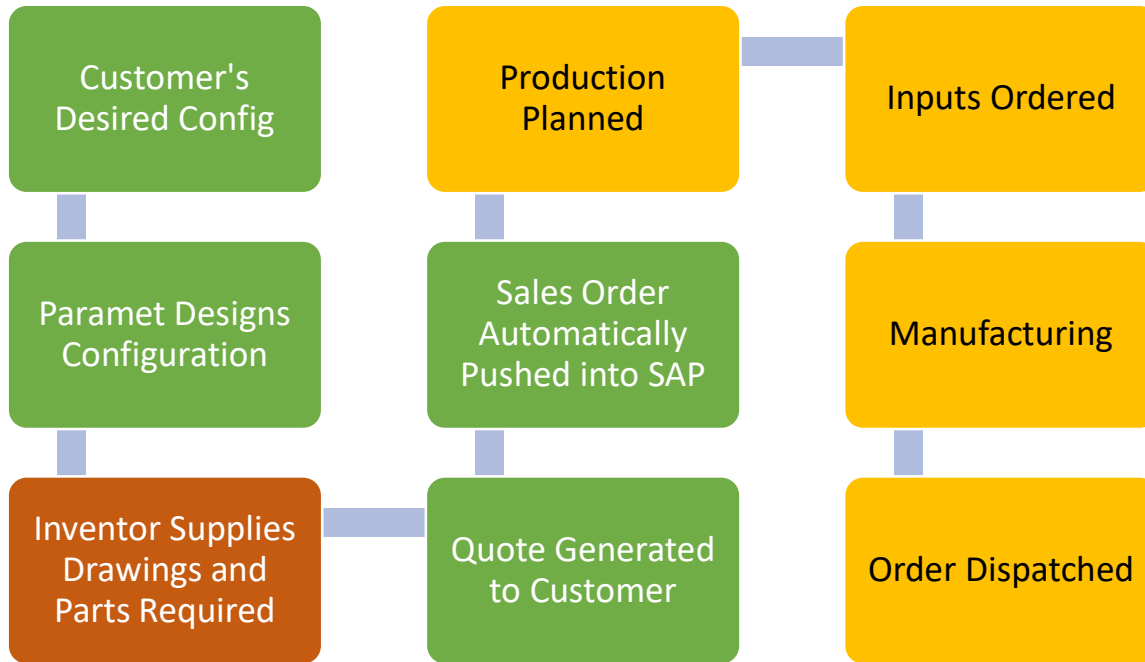 Customer's
Desired Config
Paramet Designs
Configuration
Inventor Supplies
Drawings and
Parts Required
Quote Generated
to Customer
Sales Order
Automatically
Pushed into SAP
Production
Planned
Inputs Ordered
Manufacturing
Order Dispatched